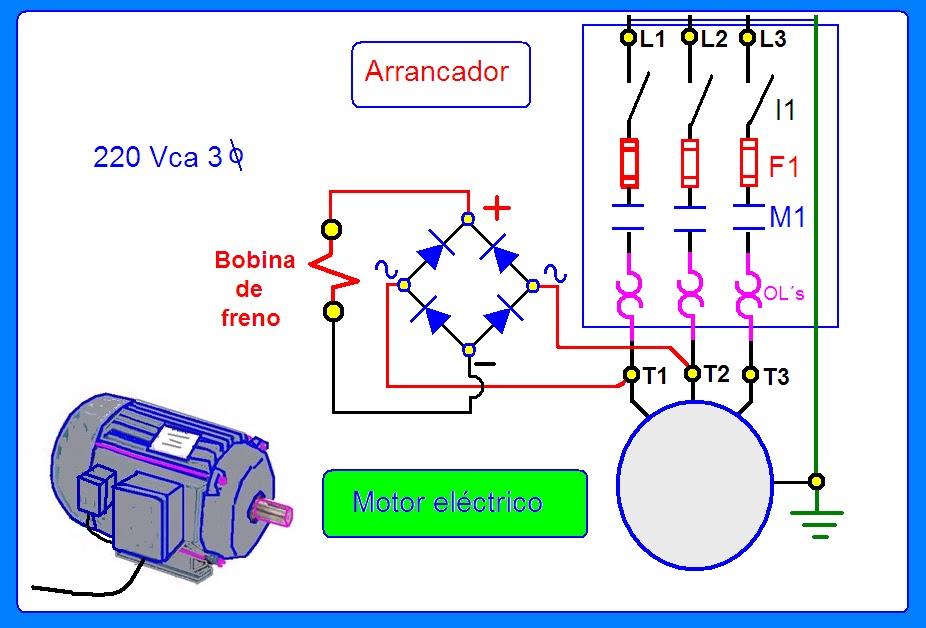 Arrancador
L1
L2
L3
I1
220 Vca 3 ϕ
F1
+
M1
Bobina
de
freno
~
~
OL´s
−
T1
T2
T3
Motor eléctrico